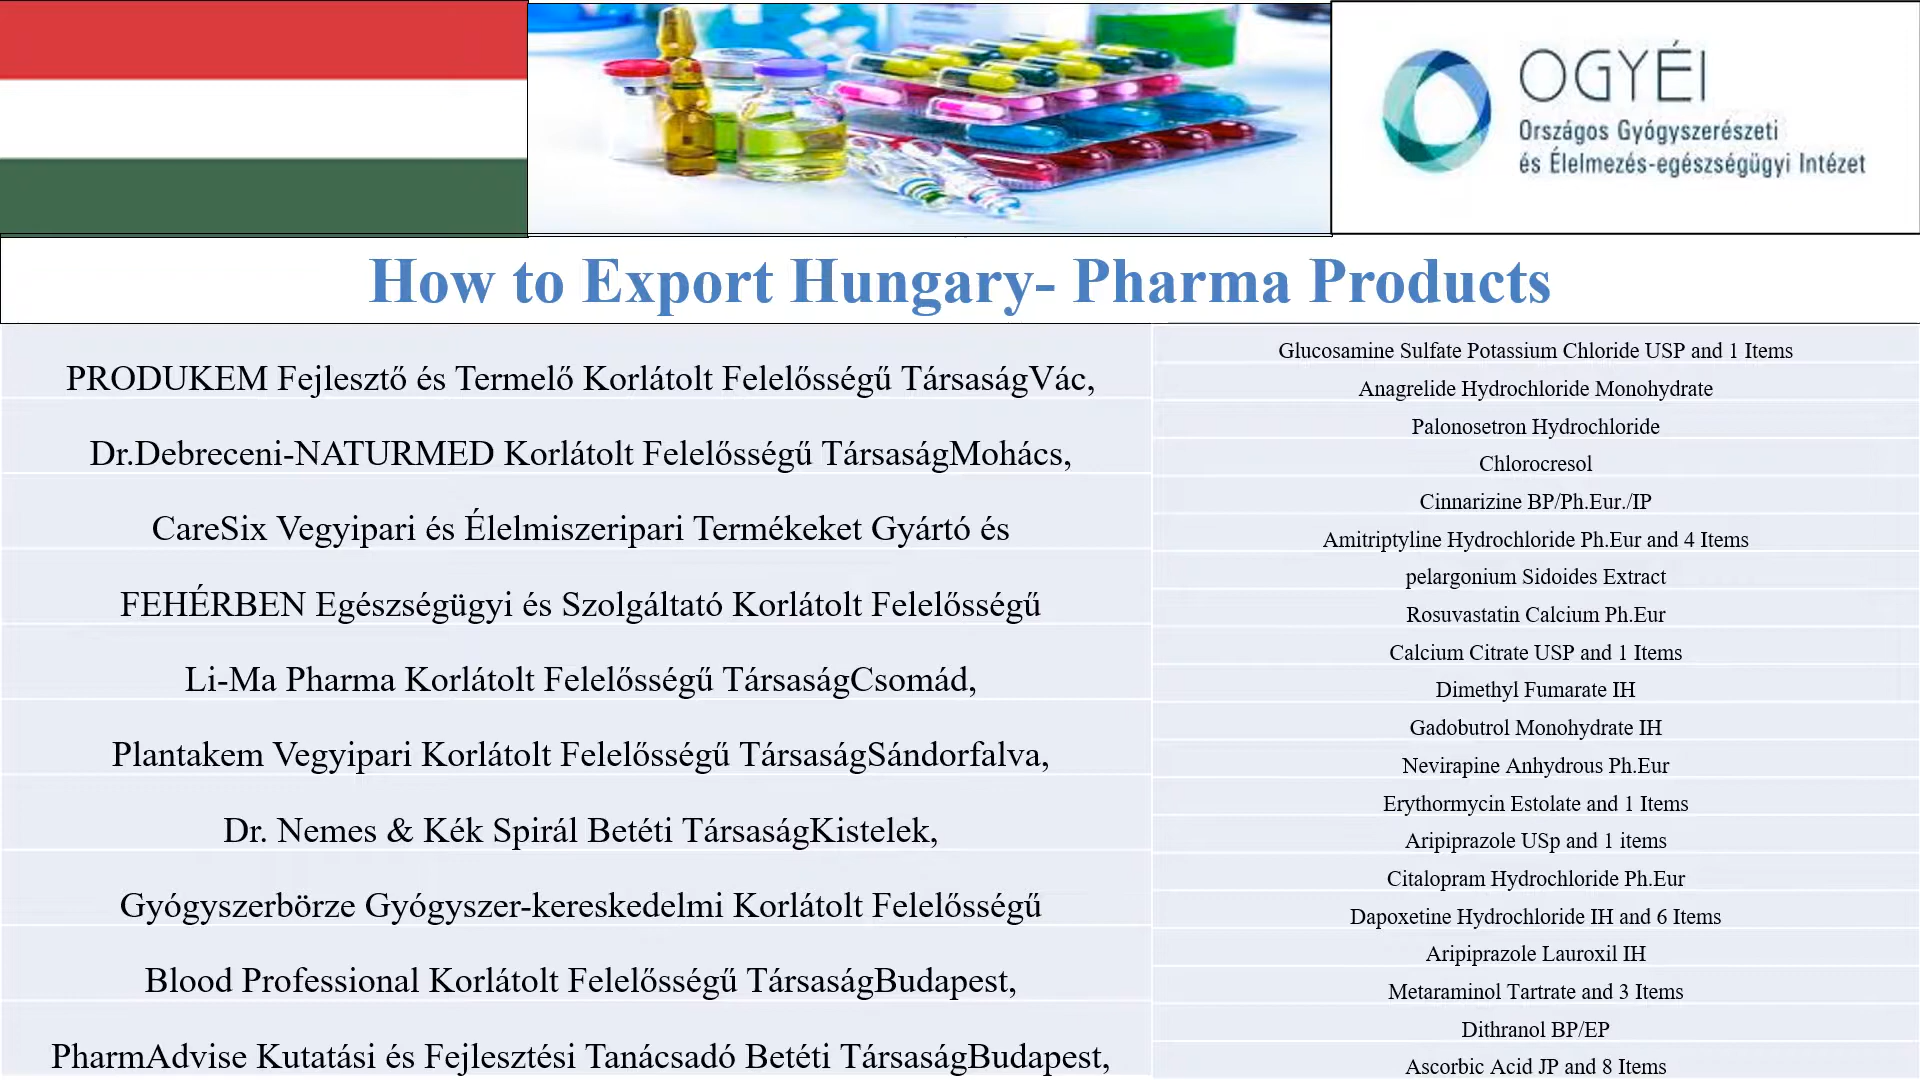 OGYÉI
Országos Gyógyszerészeti
és Élelmezés-egészségügyi Intézet
How to Export Hungary- Pharma Products
PRODUKEM Fejlesztő és Termelő Korlátolt Felelősségű TársaságVác,
Dr.Debreceni-NATURMED Korlátolt Felelősségű TársaságMohács,
CareSix Vegyipari és Élelmiszeripari Termékeket Gyártó és
FEHÉRBEN Egészségügyi és Szolgáltató Korlátolt Felelősségű
Li-Ma Pharma Korlátolt Felelősségű TársaságCsomád,
Plantakem Vegyipari Korlátolt Felelősségű TársaságSándorfalva,
Dr. Nemes & Kék Spirál Betéti TársaságKistelek,
Gyógyszerbörze Gyógyszer-kereskedelmi Korlátolt Felelősségű
Blood Professional Korlátolt Felelősségű TársaságBudapest,
PharmAdvise Kutatási és Fejlesztési Tanácsadó Betéti TársaságBudapest,
Glucosamine Sulfate Potassium Chloride USP and 1 Items
Anagrelide Hydrochloride Monohydrate
Palonosetron Hydrochloride
Chlorocresol
Cinnarizine BP/Ph.Eur./IP
Amitriptyline Hydrochloride Ph.Eur and 4 Items
pelargonium Sidoides Extract
Rosuvastatin Calcium Ph.Eur
Calcium Citrate USP and 1 Items
Dimethyl Fumarate IH
Gadobutrol Monohydrate IH
Nevirapine Anhydrous Ph.Eur
Erythormycin Estolate and 1 Items
Aripiprazole USp and 1 items
Citalopram Hydrochloride Ph.Eur
Dapoxetine Hydrochloride IH and 6 Items
Aripiprazole Lauroxil IH
Metaraminol Tartrate and 3 Items
Dithranol BP/EP
Ascorbic Acid JP and 8 Items